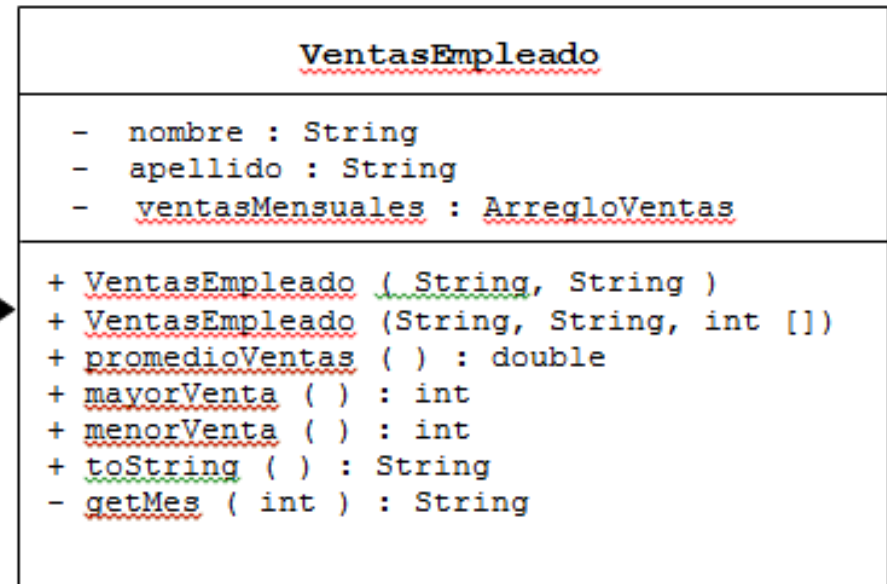 VentasEmpleado
- nombre : String
- apellido : String
- ventasMensuales : ArregloVentas
+ VentasEmpleado ( String, String )
+ VentasEmpleado (String, String, int [])
+ promedioVentas ( ) : double
+ mayorVenta ( ) : int
+ menorVenta ( ) : int
+ toString ( ) : String
- getMes ( int ) : String